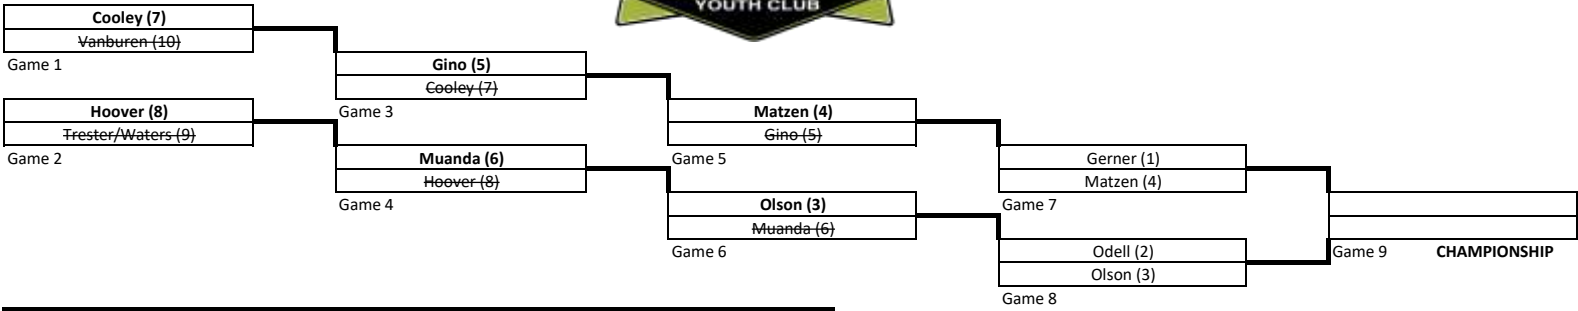 YOUTH CLUB
Cooley (7)
Vanburen (10)
Game 1
Hoover (8)
Trester/Waters (9)
Game 2
Gino (5)
Cooley (7)
Game 3
Muanda (6)
Hoover (8)
Game 4
Matzen (4)
Gino (5)
Game 5
Olson (3)
Muanda (6)
Game 6
Gerner (1)
Matzen (4)
Game 7
Odell (2)
Olson (3)
Game 8
Game 9 CHAMPIONSHIP